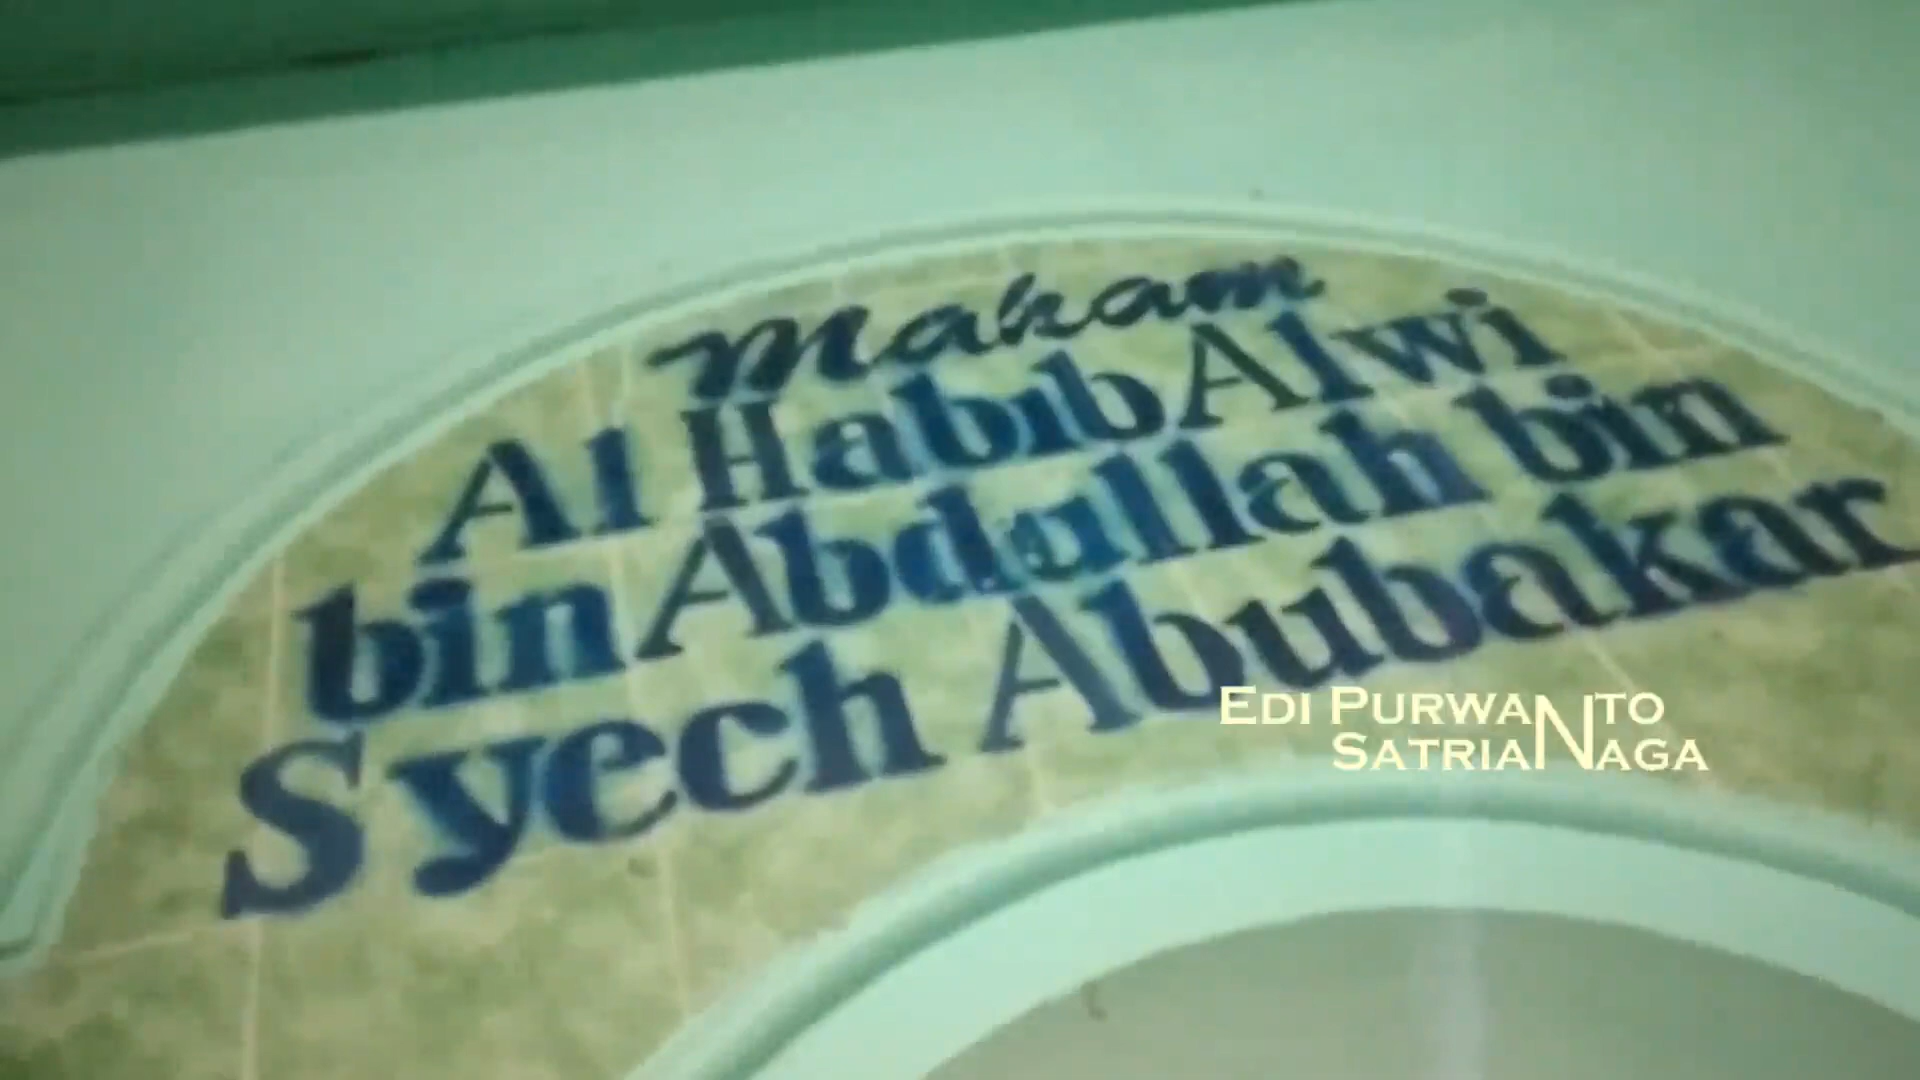 Makam
Al Habib Alwi
bin Abdullah bin
Syech Abubakar
EDI PURWANTO
SATRIANAGA